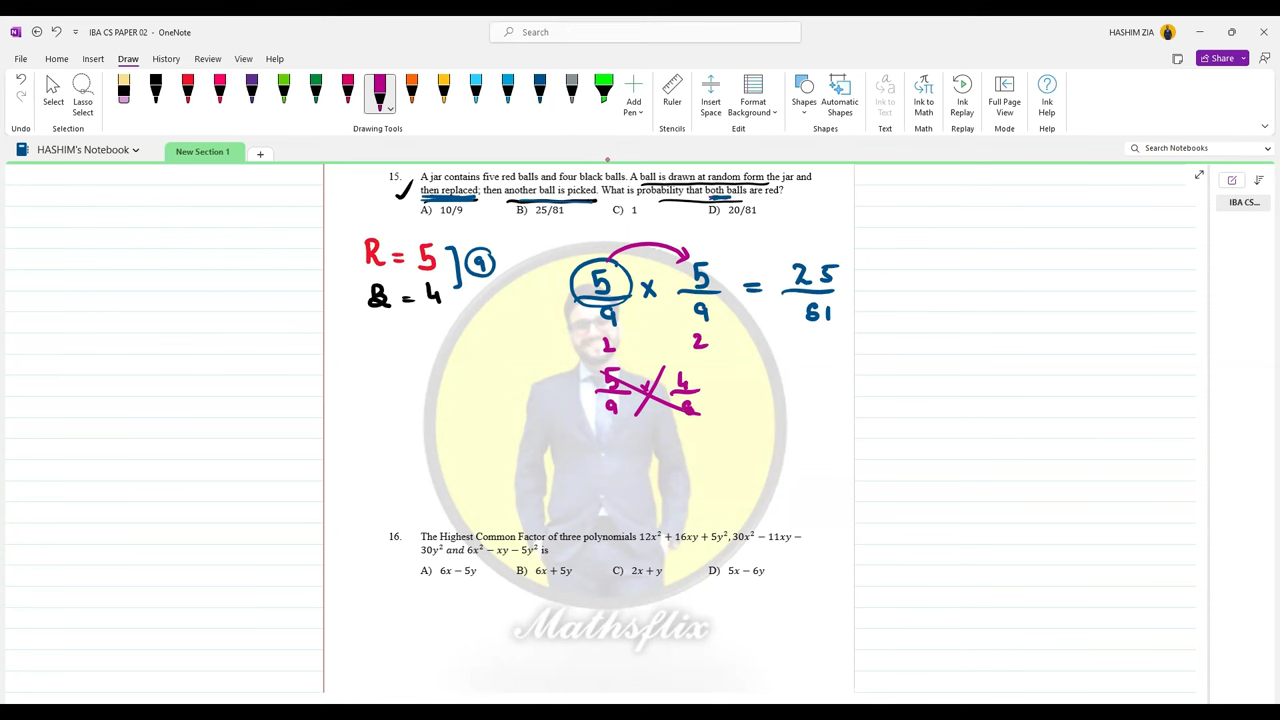 IBA CS PAPER 02 - OneNote
Search
HASHIM ZIA
File Home Insert Draw History Review View Help
Share
Undo
Select
Lasso Select
Add Pen
Ruler
Insert Space
Format Background
Shapes
Automatic Shapes
Ink to Text
Ink to Math
Ink Replay
Full Page View
Ink Help
Selection
Drawing Tools
Stencils
Edit
Shapes
Text
Math
Replay
Mode
Help
HASHIM's Notebook
New Section 1
+
Search Notebooks
IBA CS...
15. A jar contains five red balls and four black balls. A ball is drawn at random form the jar and
then replaced; then another ball is picked. What is probability that both balls are red?
A) 10/9 B) 25/81 C) 1 D) 20/81
R = 5
B = 4
9
5/9 x 5/9 = 25/81
1 2
5/9 x 4/8
16. The Highest Common Factor of three polynomials 12x² + 16xy + 5y², 30x² − 11xy −
30y² and 6x² − xy − 5y² is
A) 6x − 5y B) 6x + 5y C) 2x + y D) 5x − 6y
Mathsflix